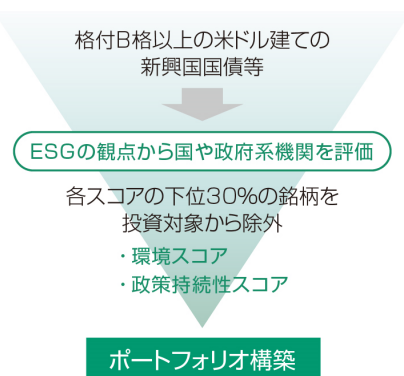 格付B格以上の米ドル建ての
新興国国債等
ESGの観点から国や政府系機関を評価
各スコアの下位30%の銘柄を
投資対象から除外
・環境スコア
・政策持続性スコア
ポートフォリオ構築